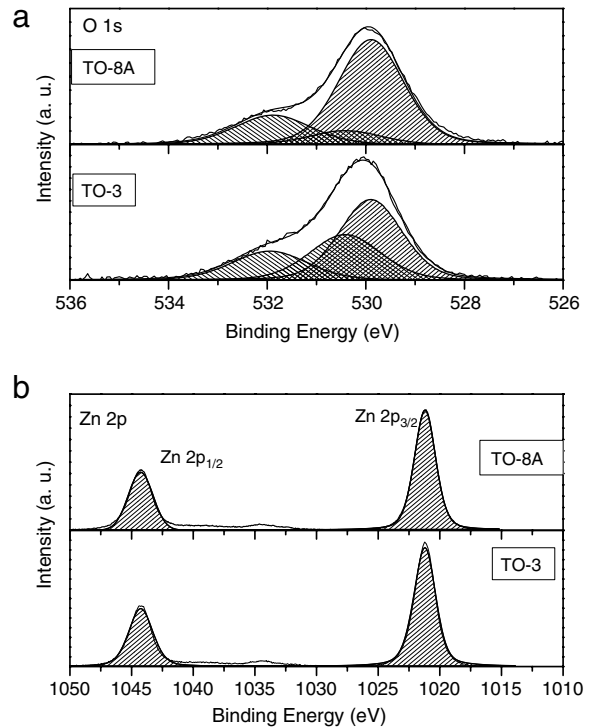 a
O 1s
TO-8A
TO-3
Intensity (a. u.)
536 534 532 530 528 526
Binding Energy (eV)
b
Zn 2p
Zn 2p1/2
Zn 2p3/2
TO-8A
TO-3
Intensity (a. u.)
1050 1045 1040 1035 1030 1025 1020 1015 1010
Binding Energy (eV)